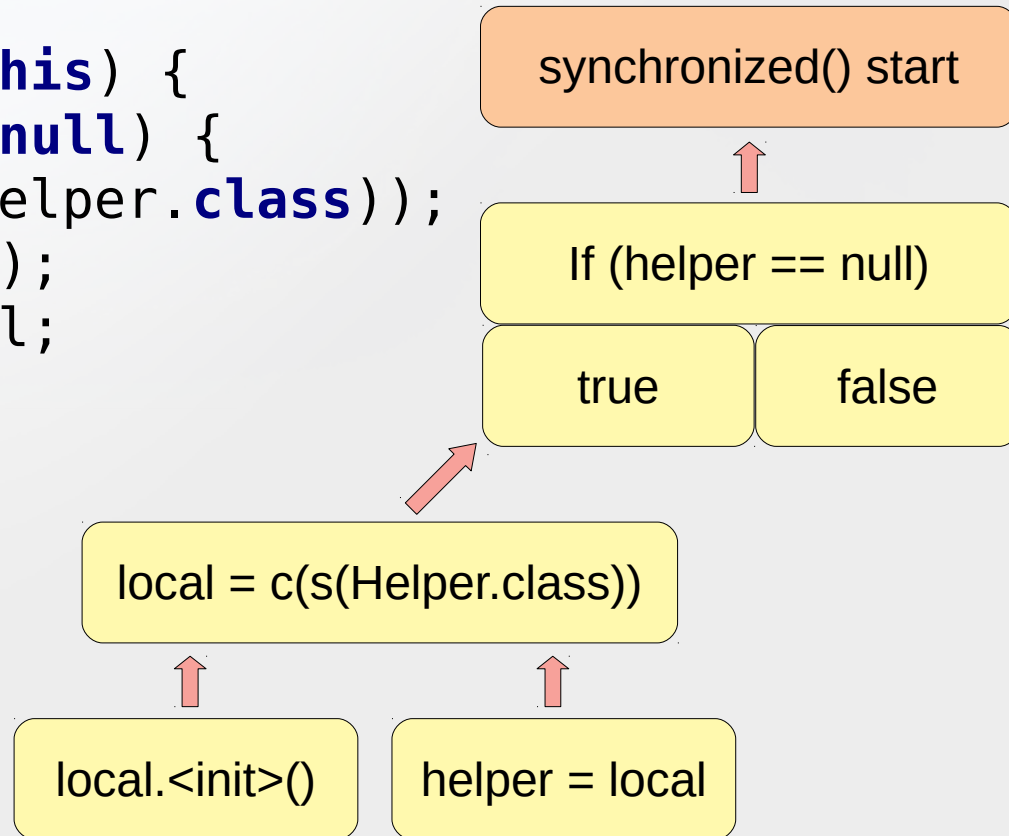 his) {
null) {
elper.class));
);
l;
synchronized() start
If (helper == null)
true
false
local = c(s(Helper.class))
local.<init>()
helper = local